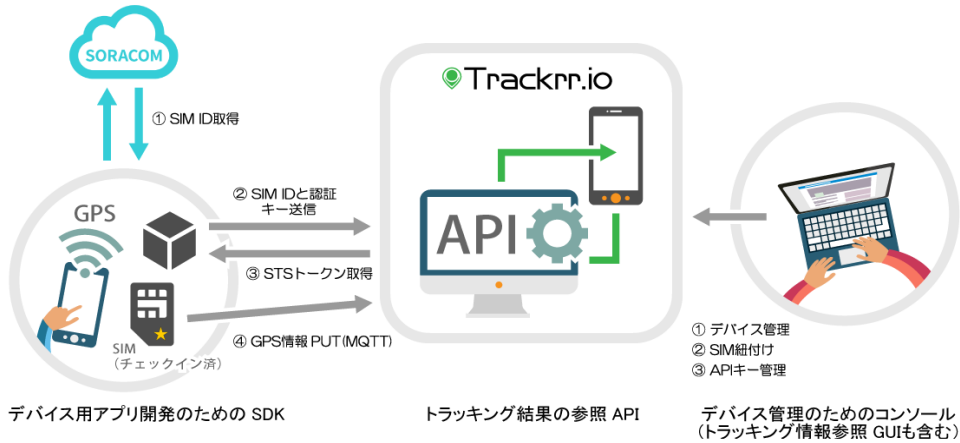 SORACOM
① SIM ID取得
Trackrr.io
② SIM IDと認証
キー送信
GPS
API
③ STSトークン取得
④ GPS情報 PUT(MQTT)
SIM
(チェックイン済)
① デバイス管理
② SIM紐付け
③ APIキー管理
デバイス用アプリ開発のための SDK
トラッキング結果の参照 API
デバイス管理のためのコンソール
(トラッキング情報参照 GUIも含む)